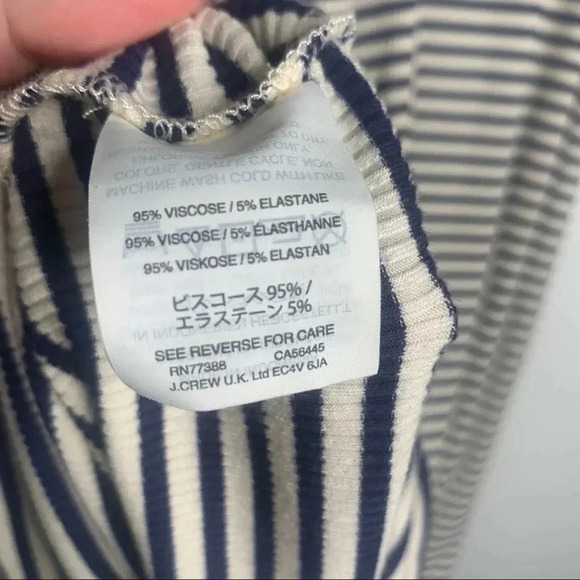 95% VISCOSE / 5% ELASTANE
95% VISCOSE / 5% ÉLASTHANNE
95% VISKOSE / 5% ELASTAN
ビスコース 95% /
エラステーン 5%
SEE REVERSE FOR CARE
RN77388 CA56445
J.CREW U.K. Ltd EC4V 6JA